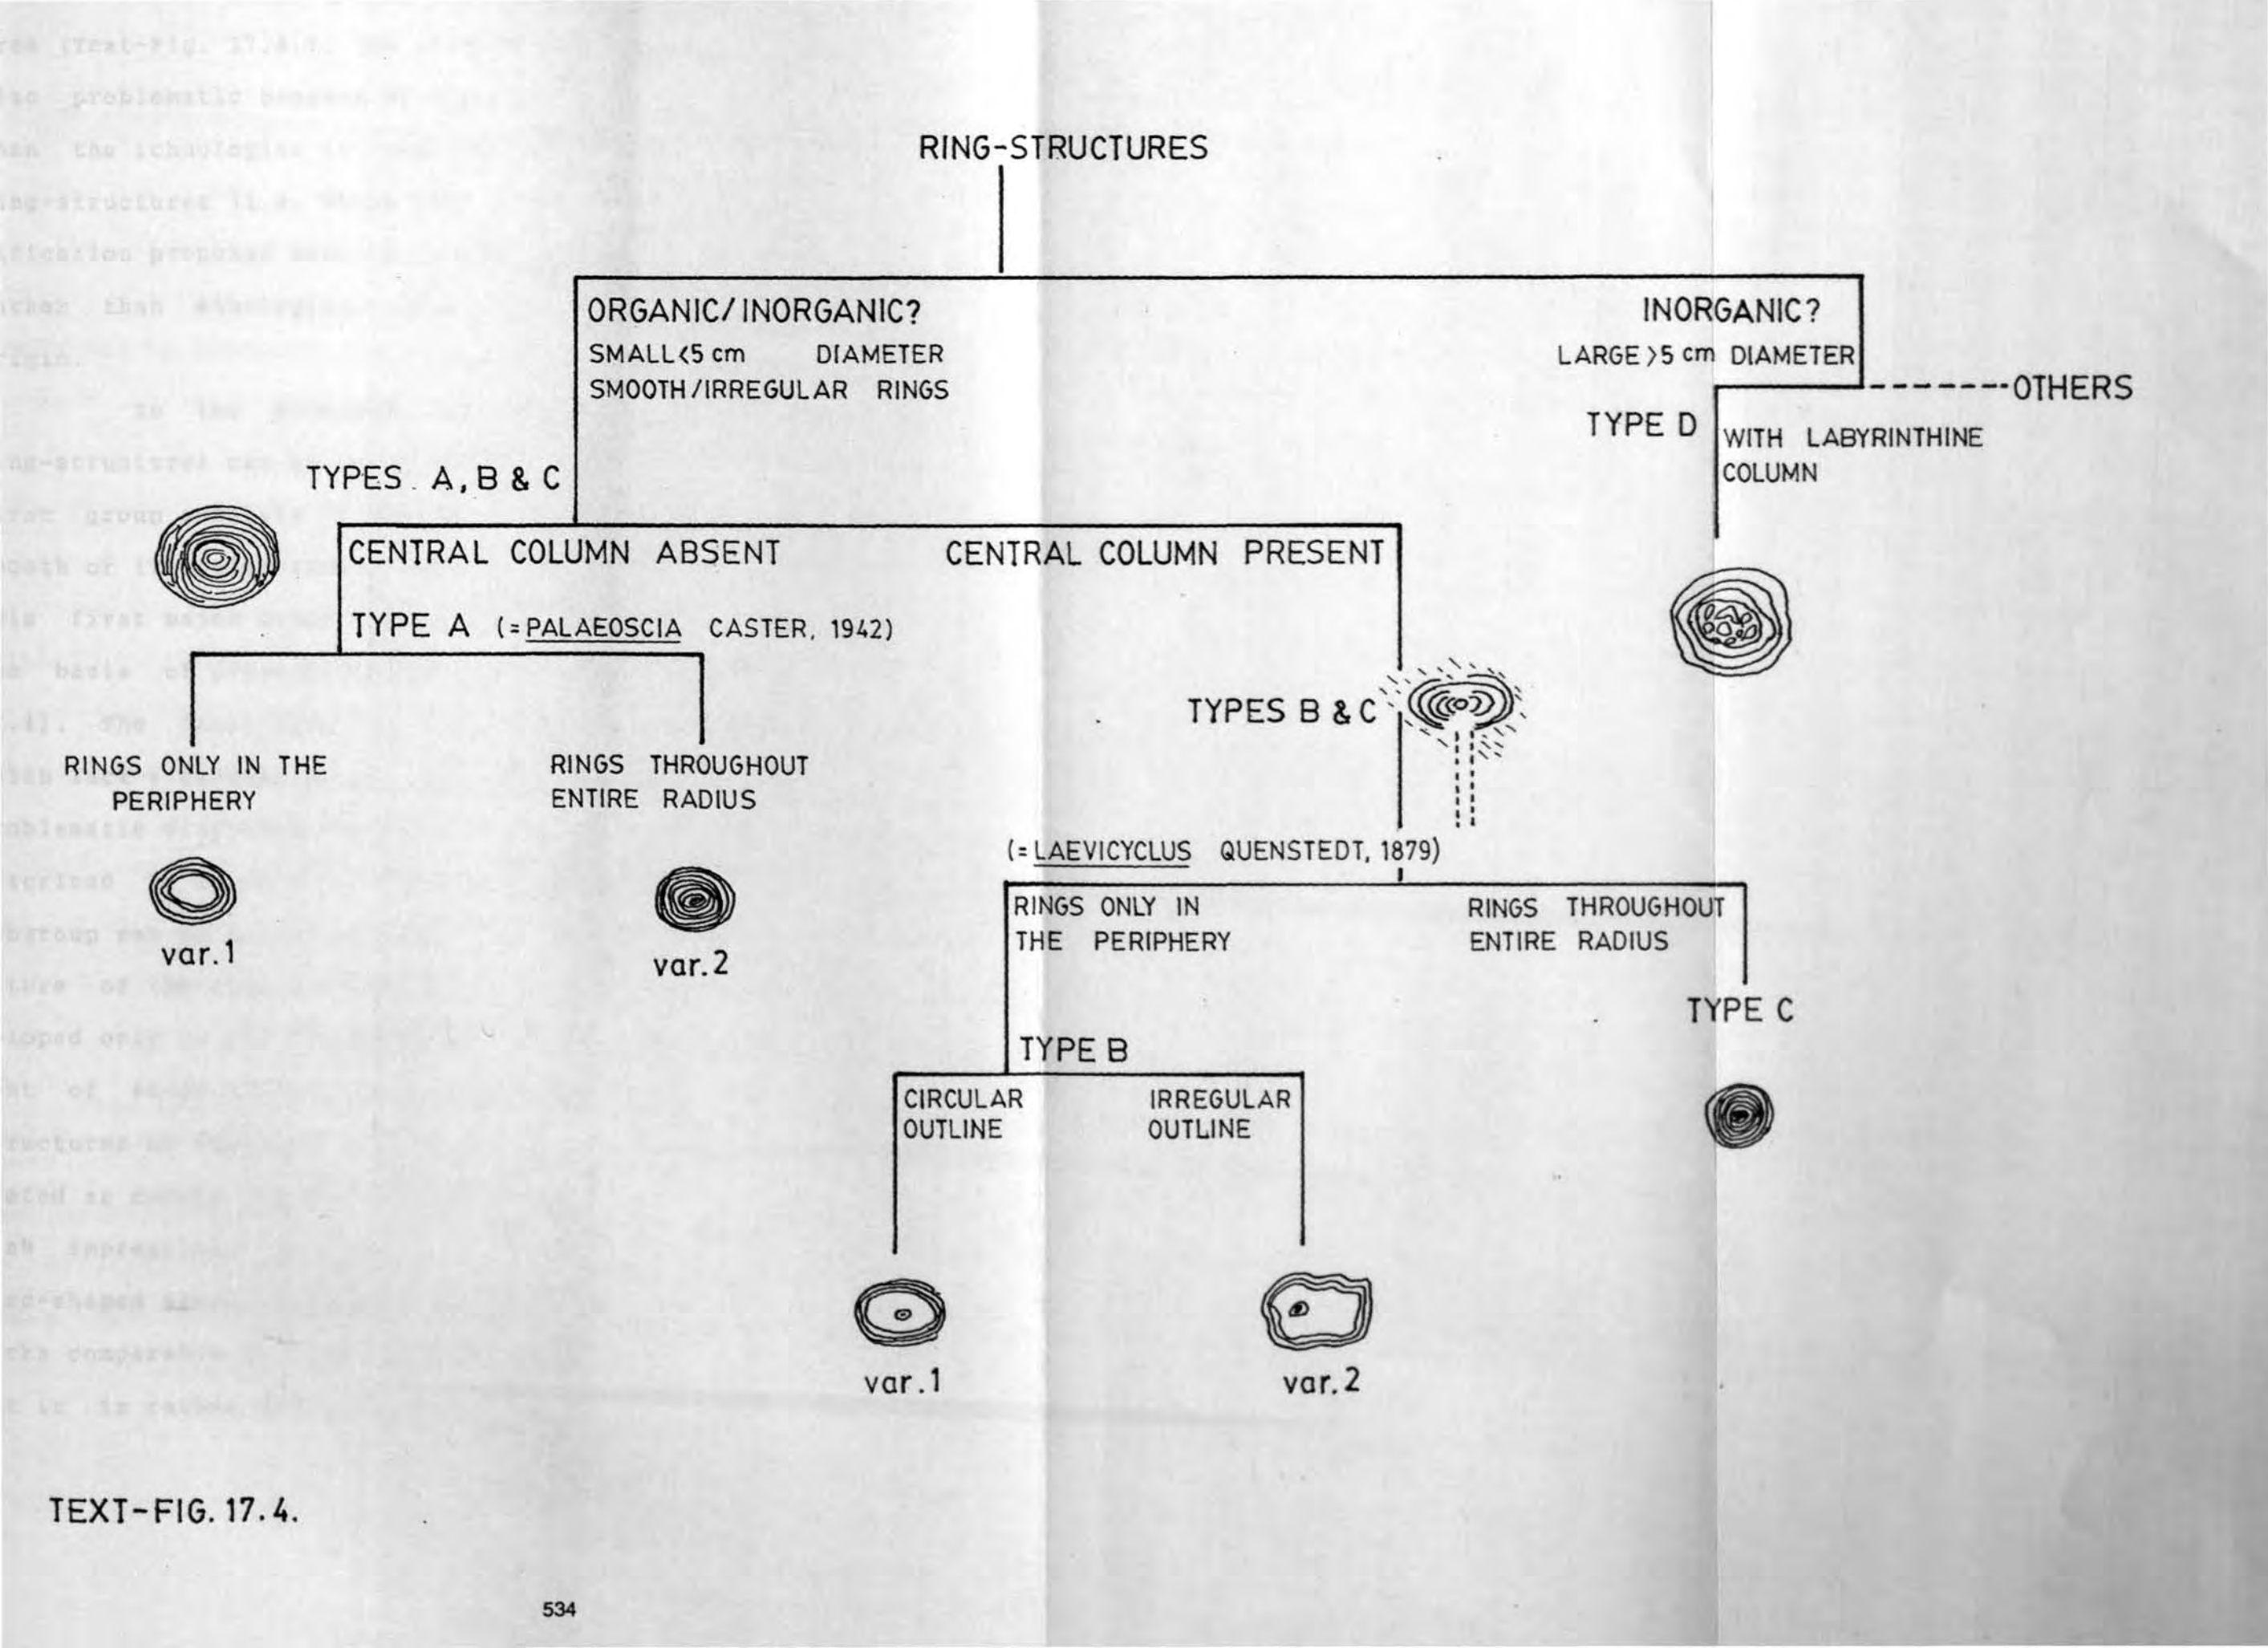 RING-STRUCTURES
ORGANIC/INORGANIC?
SMALL<5 cm DIAMETER
SMOOTH/IRREGULAR RINGS
INORGANIC?
LARGE >5 cm DIAMETER
OTHERS
TYPE D
WITH LABYRINTHINE
COLUMN
TYPES A, B & C
CENTRAL COLUMN ABSENT
CENTRAL COLUMN PRESENT
TYPE A (=PALAEOSCIA CASTER, 1942)
TYPES B & C
RINGS ONLY IN THE
PERIPHERY
RINGS THROUGHOUT
ENTIRE RADIUS
var.1
var.2
(=LAEVICYCLUS QUENSTEDT, 1879)
RINGS ONLY IN
THE PERIPHERY
RINGS THROUGHOUT
ENTIRE RADIUS
TYPE C
TYPE B
CIRCULAR
OUTLINE
IRREGULAR
OUTLINE
var.1
var.2
TEXT-FIG. 17.4.
534